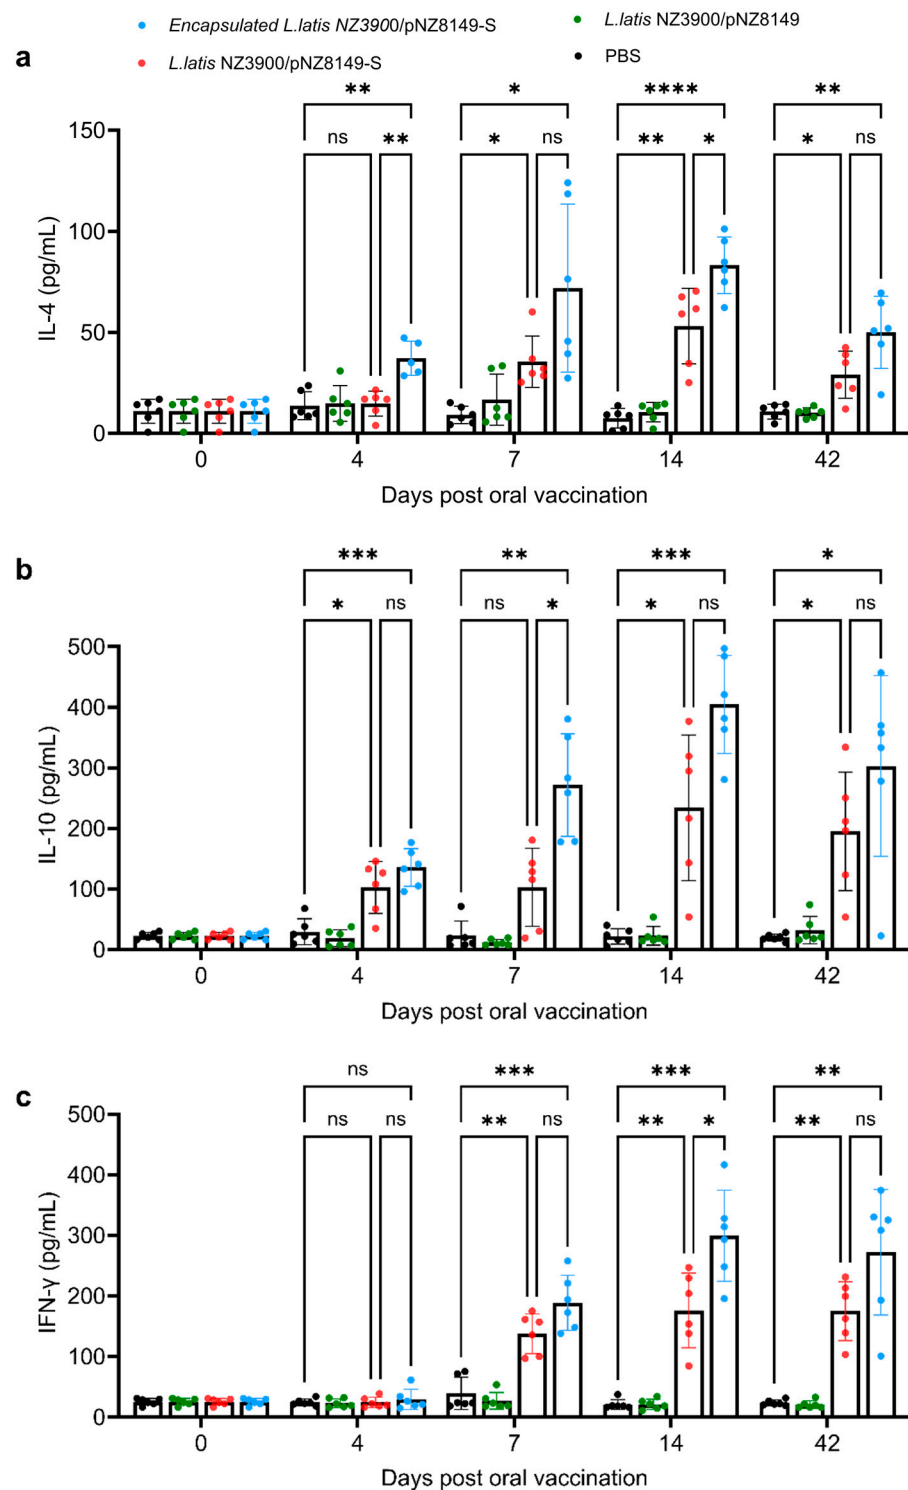 Encapsulated L.latis NZ3900/pNZ8149-S
L.latis NZ3900/pNZ8149
L.latis NZ3900/pNZ8149-S
PBS
a
** * **** **
ns ** * ns ** * * ns
150
100
50
0
IL-4 (pg/mL)
0 4 7 14 42
Days post oral vaccination
b
*** ** *** *
* ns ns * * ns * ns
500
400
300
200
100
0
IL-10 (pg/mL)
0 4 7 14 42
Days post oral vaccination
c
ns *** *** **
ns ns ** ns ** * ** ns
500
400
300
200
100
0
IFN-γ (pg/mL)
0 4 7 14 42
Days post oral vaccination